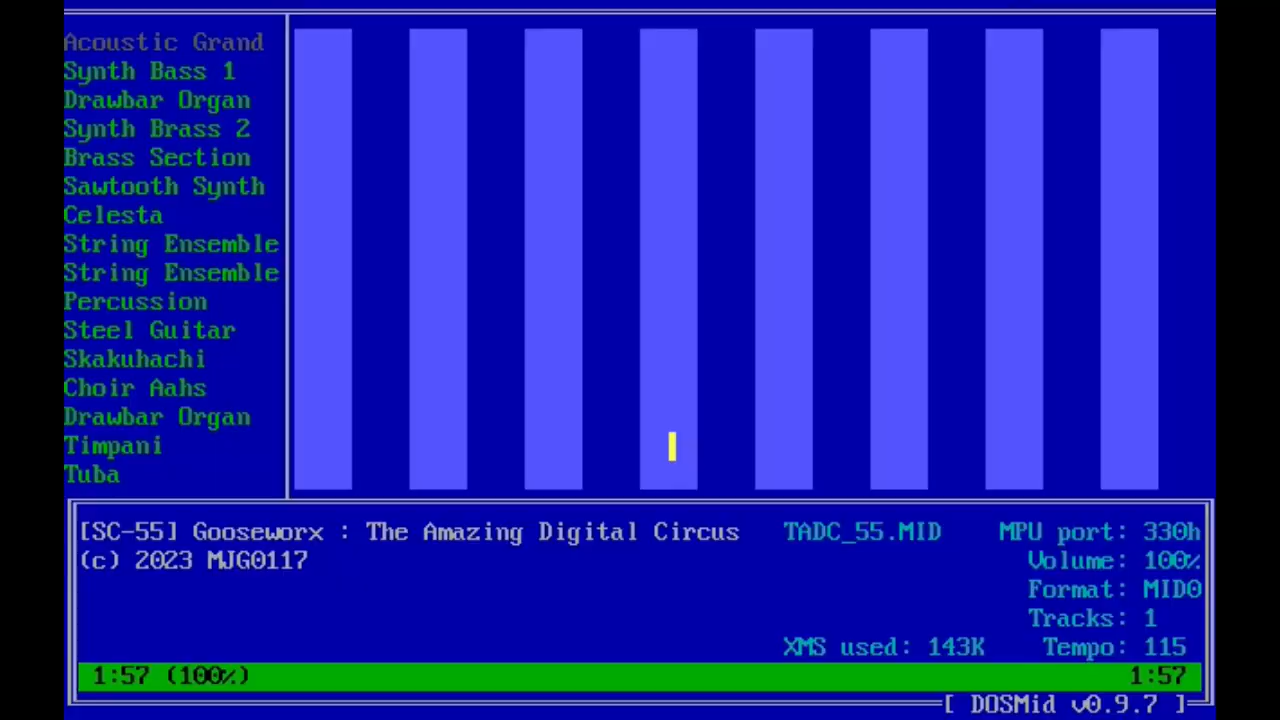 Acoustic Grand
Synth Bass 1
Drawbar Organ
Synth Brass 2
Brass Section
Sawtooth Synth
Celesta
String Ensemble
String Ensemble
Percussion
Steel Guitar
Skakuhachi
Choir Aahs
Drawbar Organ
Timpani
Tuba
[SC-55] Gooseworx : The Amazing Digital Circus TADC_55.MID MPU port: 330h
(c) 2023 MJG0117 Volume: 100%
Format: MID0
Tracks: 1
XMS used: 143K Tempo: 115
1:57 (100%) 1:57
[ DOSMid v0.9.7 ]